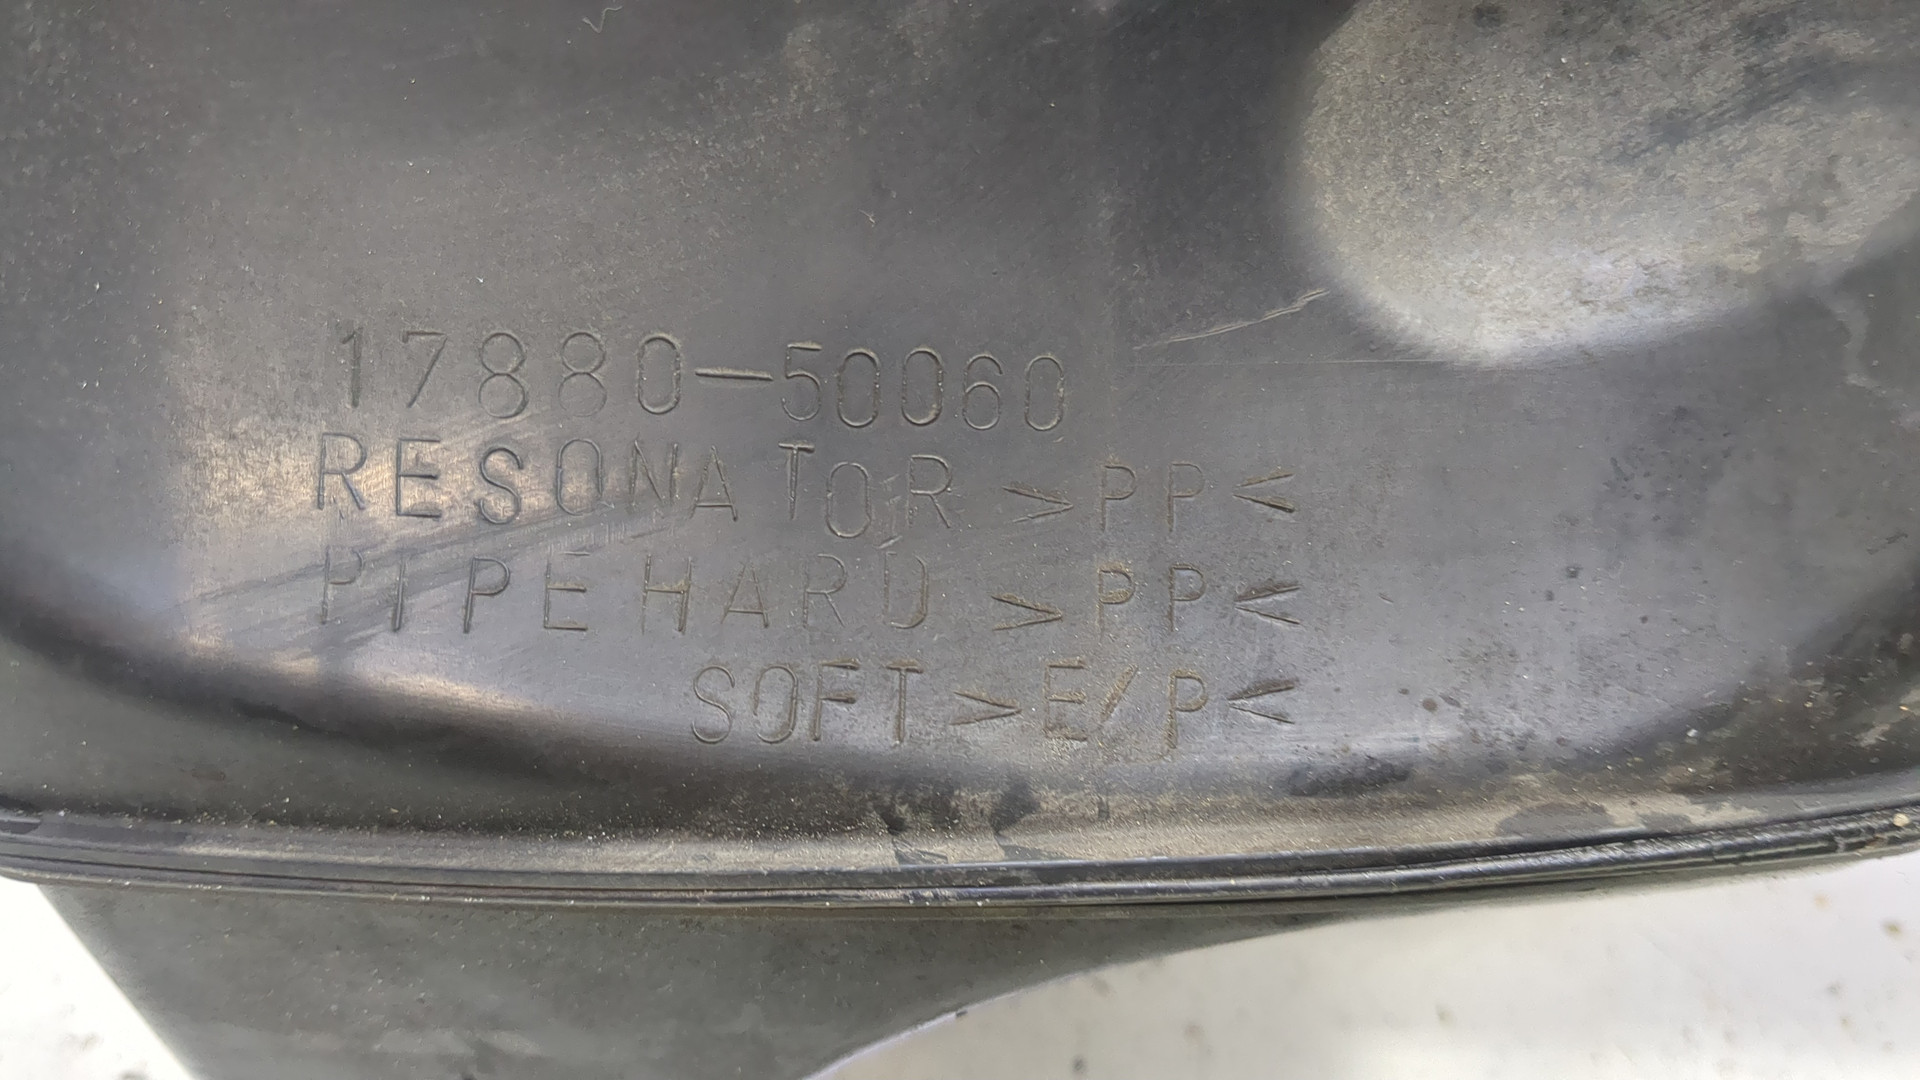 17880-50060
RESONATOR >PP<
PIPE HARD >PP<
SOFT >E/P<